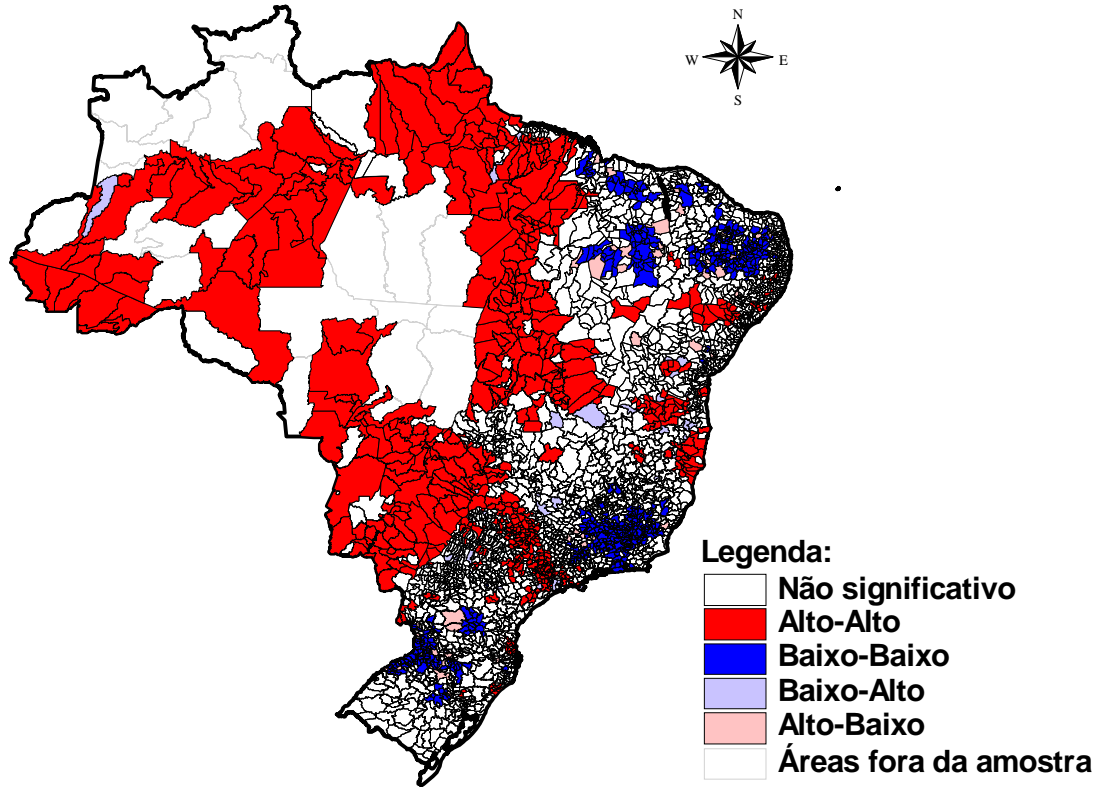 N
W E
S
Legenda:
Não significativo
Alto-Alto
Baixo-Baixo
Baixo-Alto
Alto-Baixo
Áreas fora da amostra